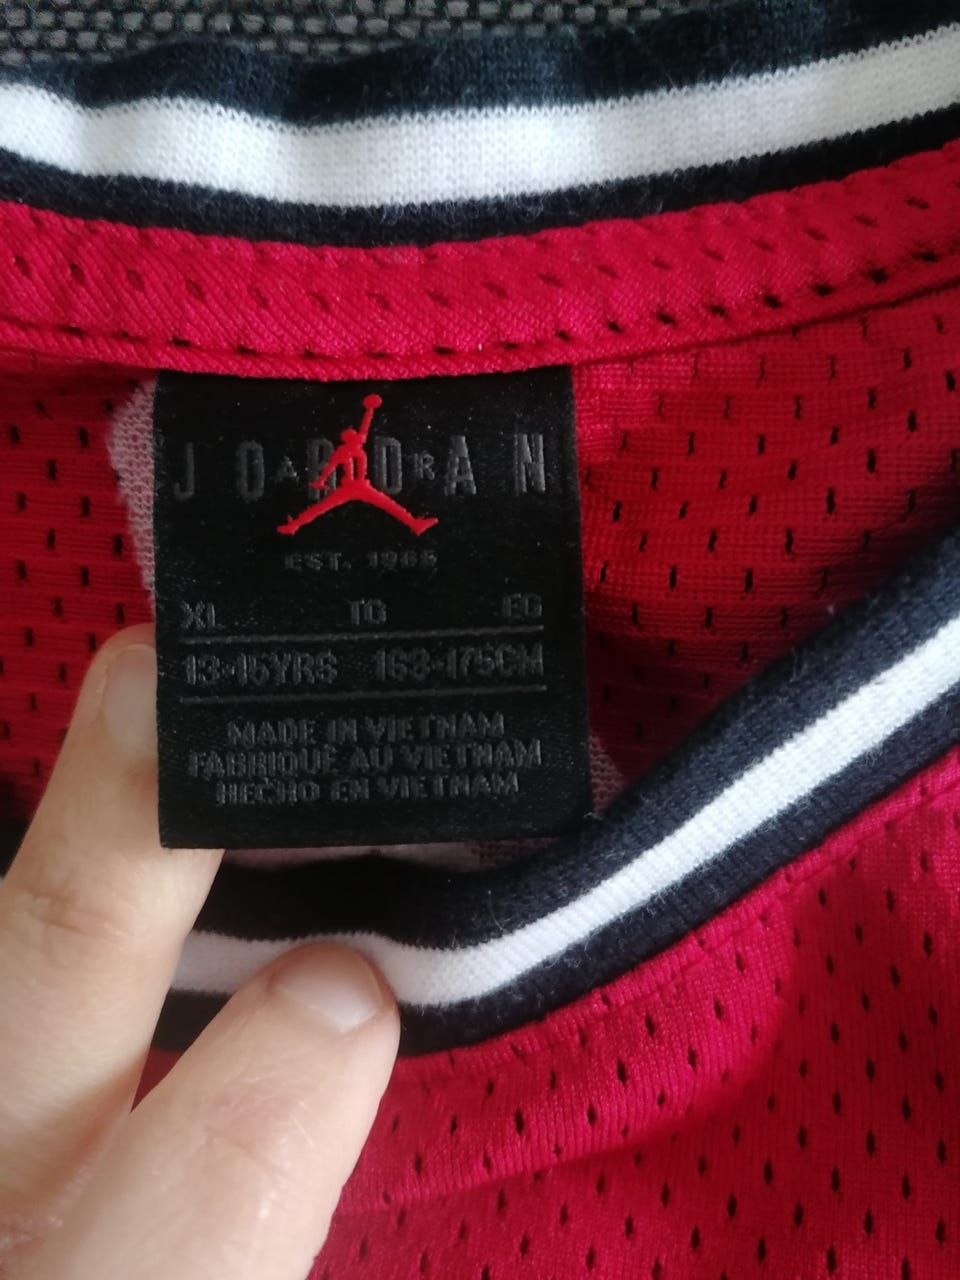 JORDAN
AIR
EST. 1985
XL TG EG
13-15YRS 163-175CM
MADE IN VIETNAM
FABRIQUÉ AU VIETNAM
HECHO EN VIETNAM